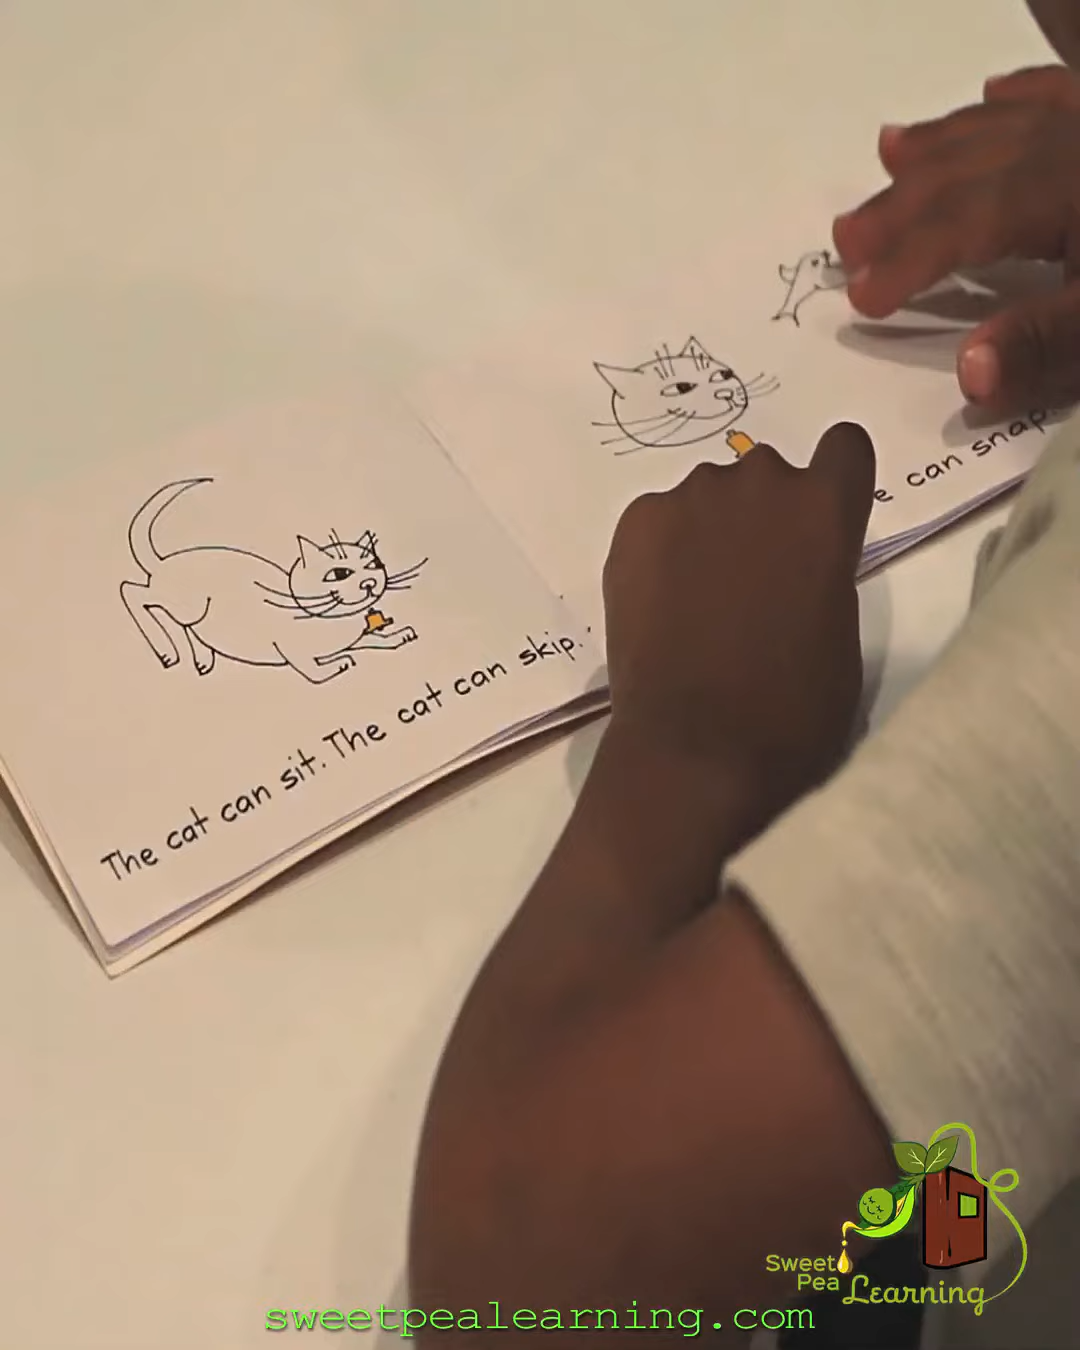 The cat can sit. The cat can skip.
can snap.
Sweet
Pea Learning
sweetpealearning.com